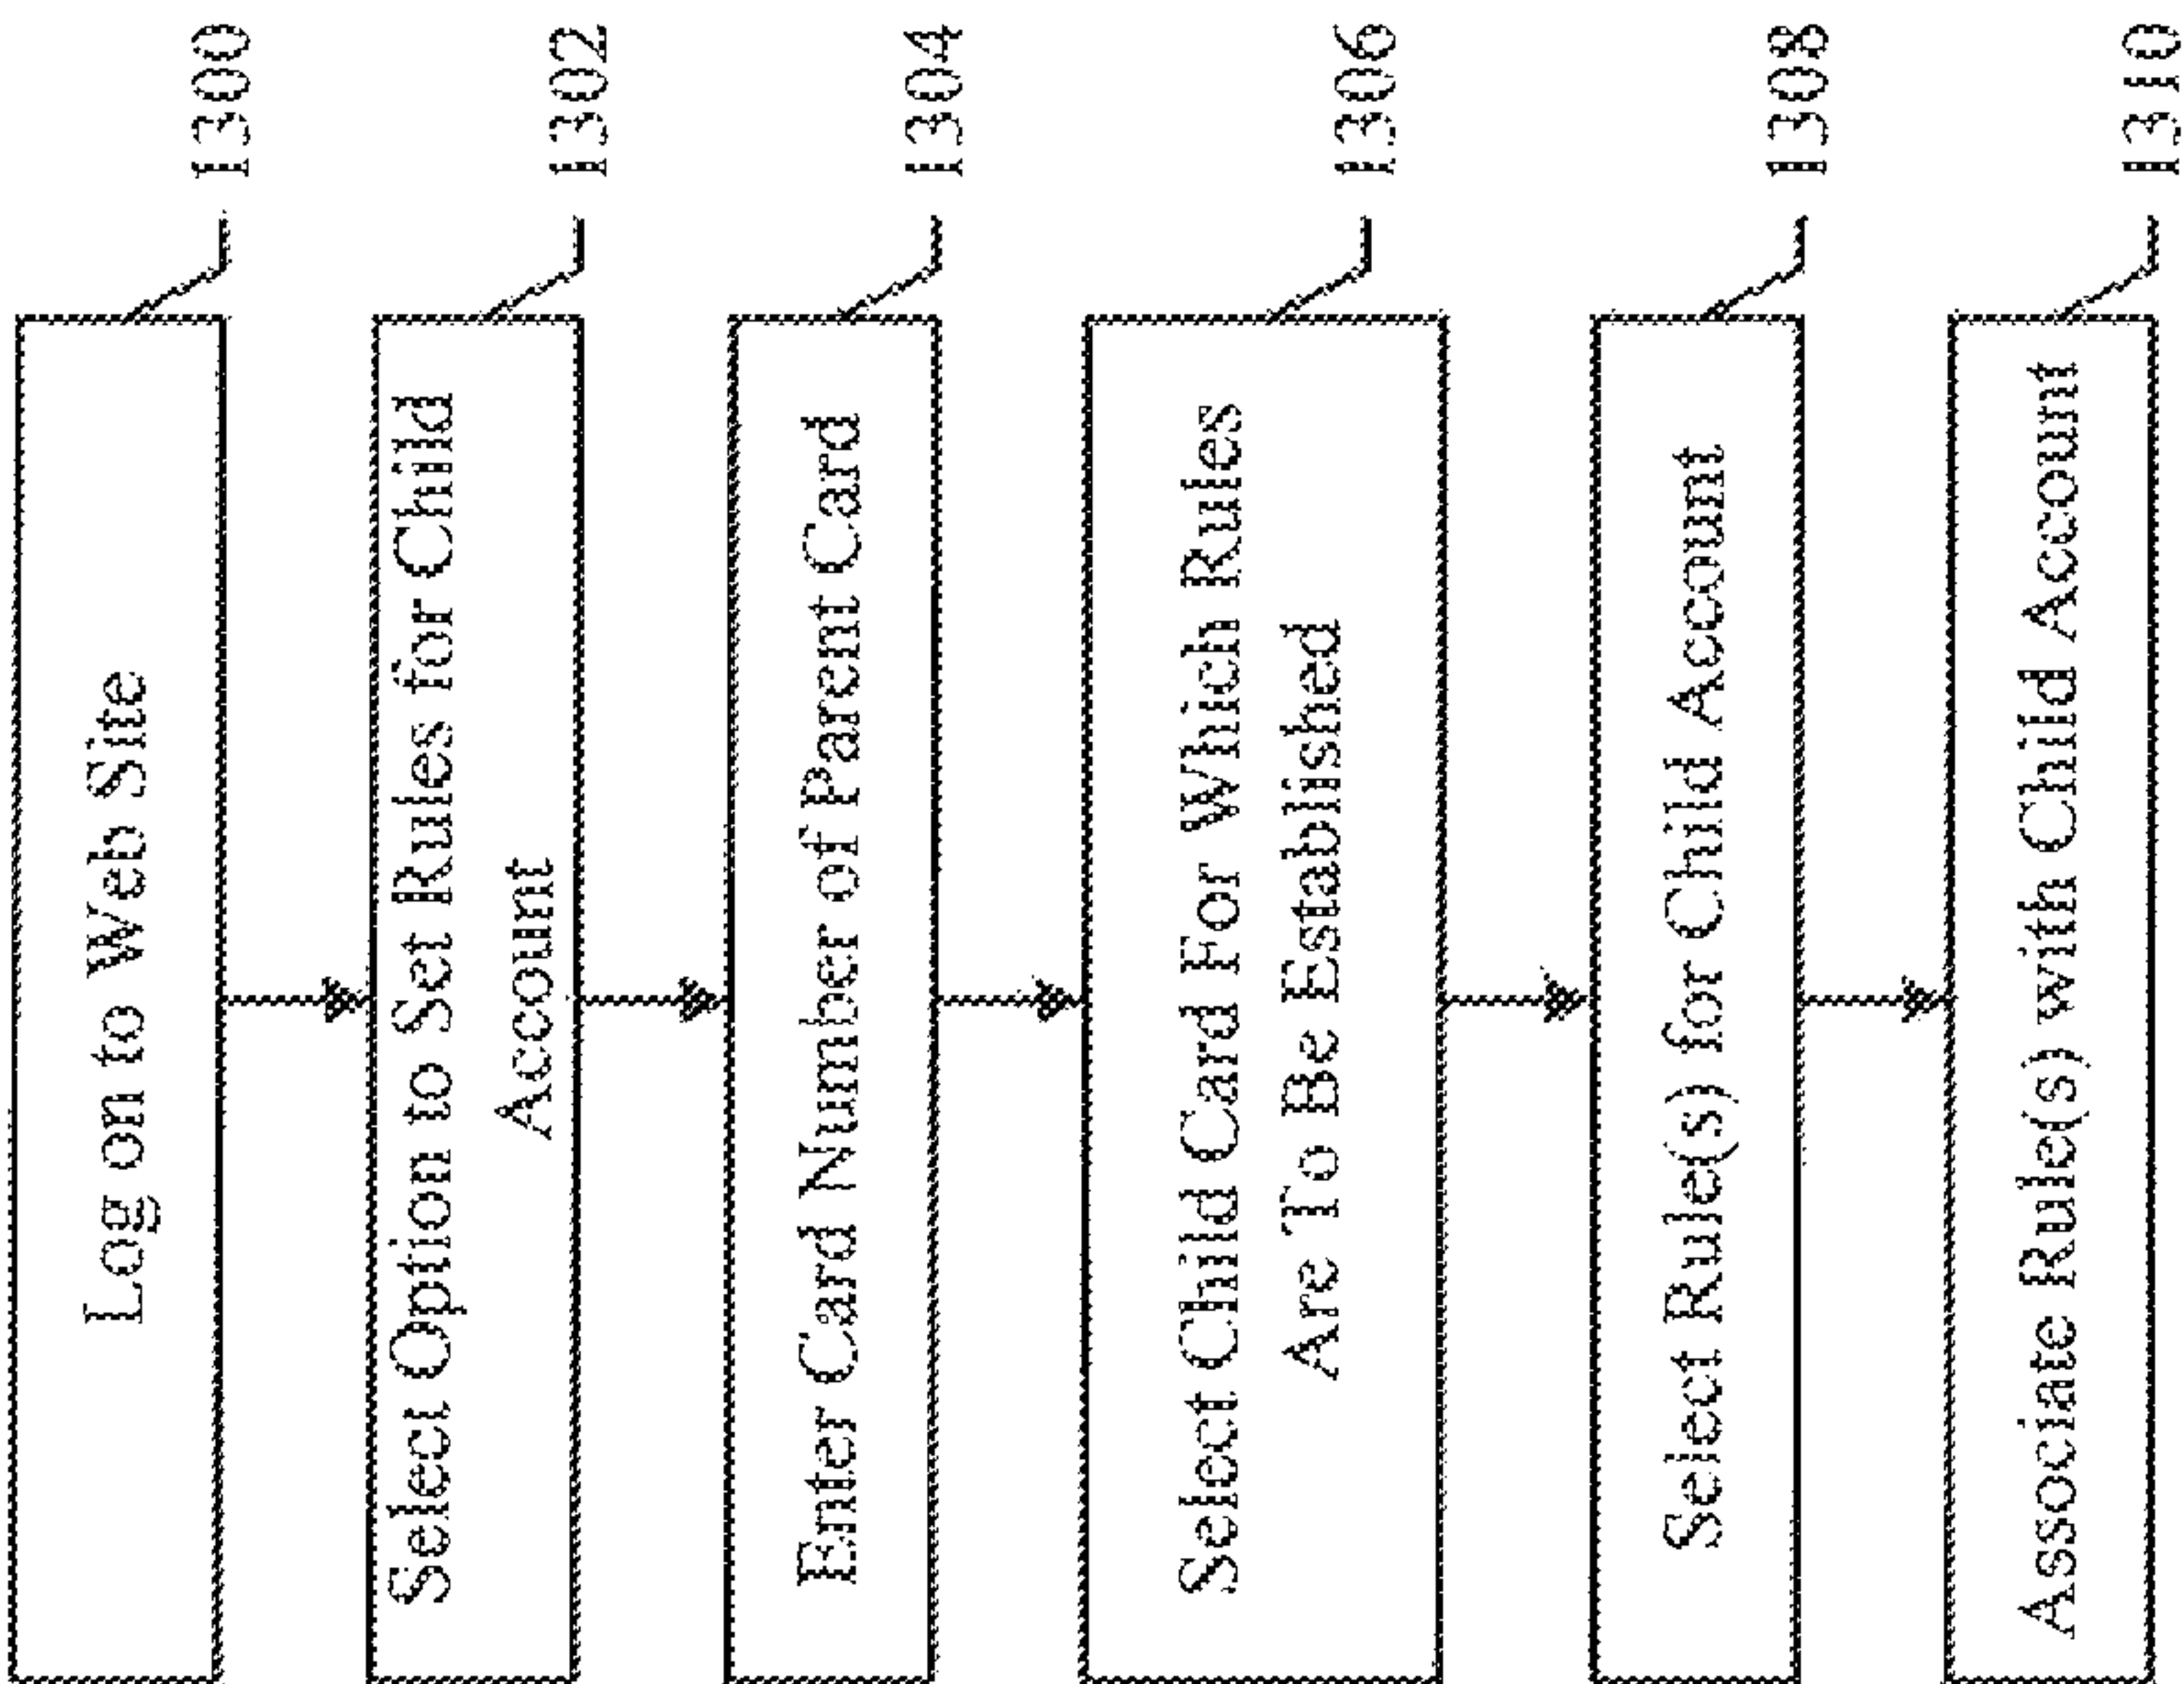 Log on to Web Site
1300
Select Option to Set Rules for Child
Account
1302
Enter Card Number of Parent Card
1304
Select Child Card For Which Rules
Are To Be Established
1306
Select Rule(s) for Child Account
1308
Associate Rule(s) with Child Account
1310